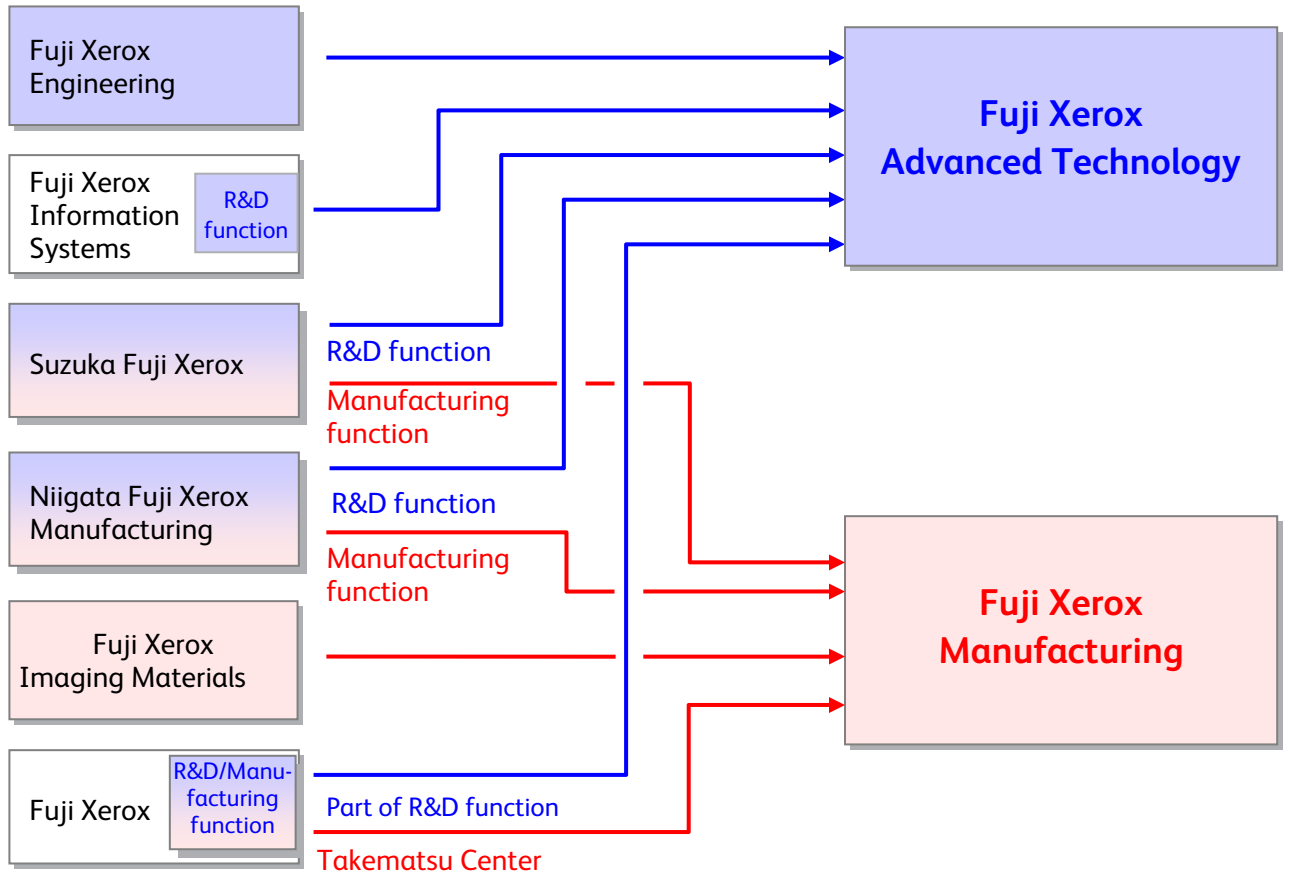 Fuji Xerox
Engineering
Fuji Xerox
Information
Systems
R&D
function
Suzuka Fuji Xerox
Niigata Fuji Xerox
Manufacturing
Fuji Xerox
Imaging Materials
Fuji Xerox
R&D/Manu-
facturing
function
R&D function
Manufacturing
function
R&D function
Manufacturing
function
Part of R&D function
Takematsu Center
Fuji Xerox
Advanced Technology
Fuji Xerox
Manufacturing